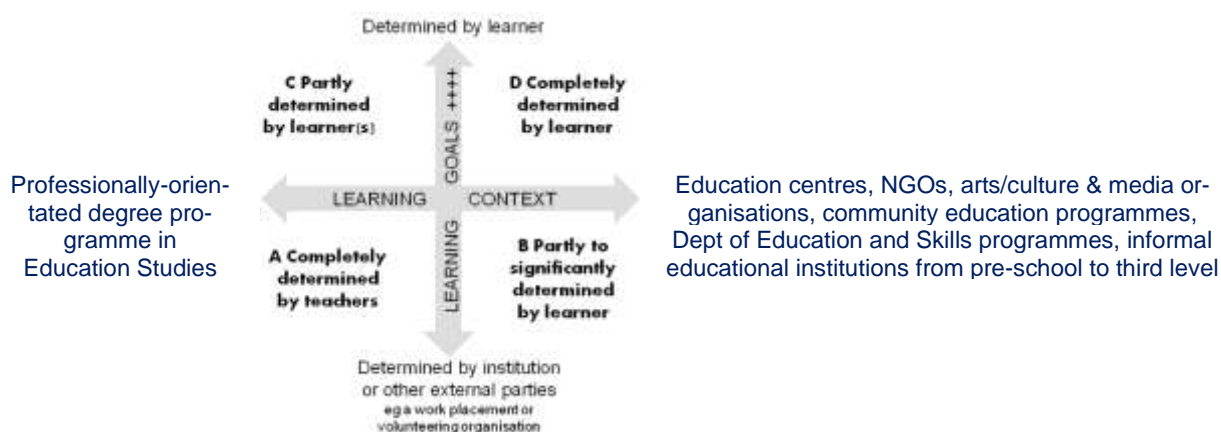 Determined by learner
C Partly
determined
by learner(s)
D Completely
determined
by learner
GOALS ++++
Professionally-orien-
tated degree pro-
gramme in
Education Studies
LEARNING
CONTEXT
Education centres, NGOs, arts/culture & media or-
ganisations, community education programmes,
Dept of Education and Skills programmes, informal
educational institutions from pre-school to third level
A Completely
determined
by teachers
LEARNING
B Partly to
significantly
determined
by learner
Determined by institution
or other external parties
eg a work placement or
volunteering organisation